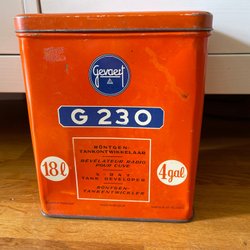 Gevaert
G 230
RÖNTGEN-
TANKONTWIKKELAAR
RÉVÉLATEUR RADIO
POUR CUVE
18 l
4 gal
X-RAY
TANK DEVELOPER
RÖNTGEN-
TANKENTWICKLER